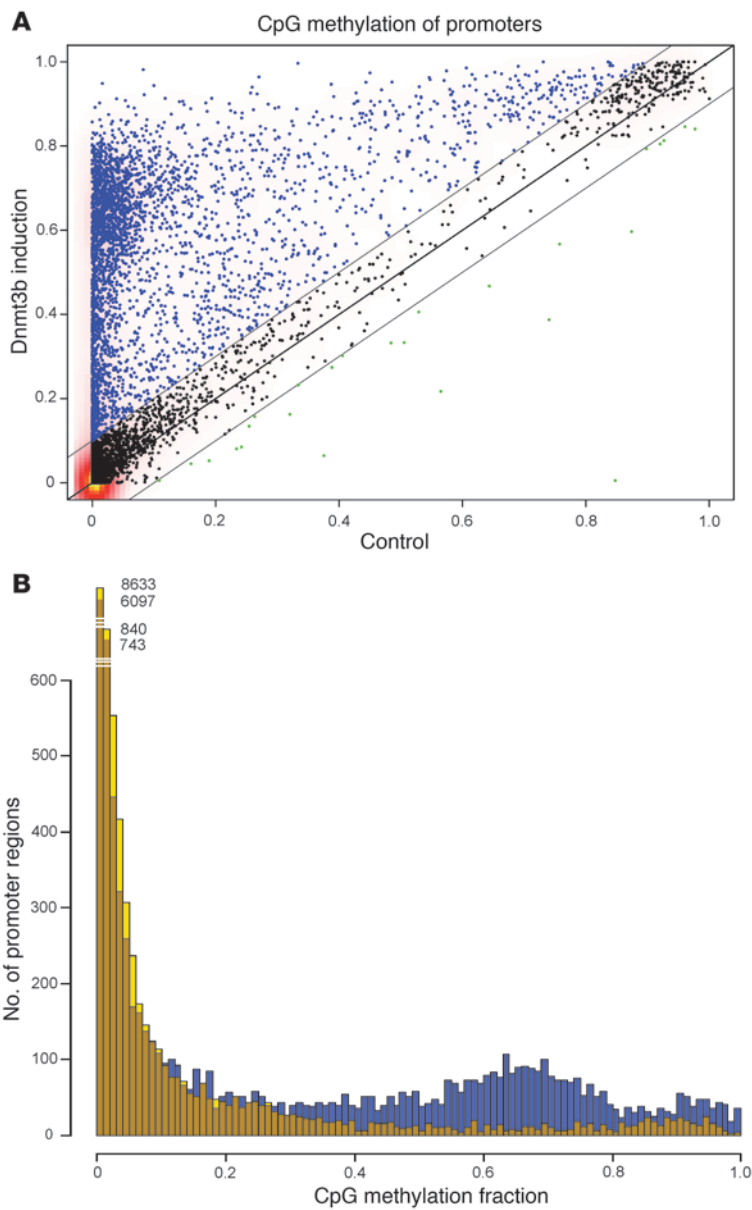 A
CpG methylation of promoters
Dnmt3b induction
1.0
0.8
0.6
0.4
0.2
0
0 0.2 0.4 0.6 0.8 1.0
Control
B
8633
6097
840
743
No. of promoter regions
600
500
400
300
200
100
0
0 0.2 0.4 0.6 0.8 1.0
CpG methylation fraction